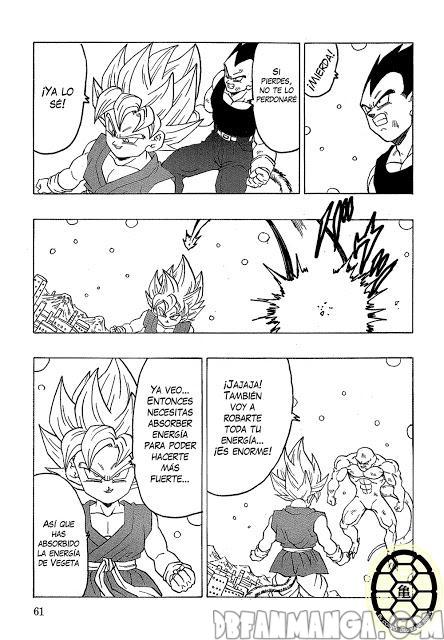 ¡MIERDA!
SI
PIERDES,
NO TE LO
PERDONARÉ
¡YA LO
SÉ!
¡JAJAJA!
TAMBIÉN
VOY A
ROBARTE
TODA TU
ENERGÍA...
¡ES ENORME!
YA VEO...
ENTONCES
NECESITAS
ABSORBER
ENERGÍA
PARA PODER
HACERTE
MÁS
FUERTE...
ASÍ QUE HAS
ABSORBIDO
LA ENERGÍA
DE VEGETA
61
亀
DBFANMANGA.COM